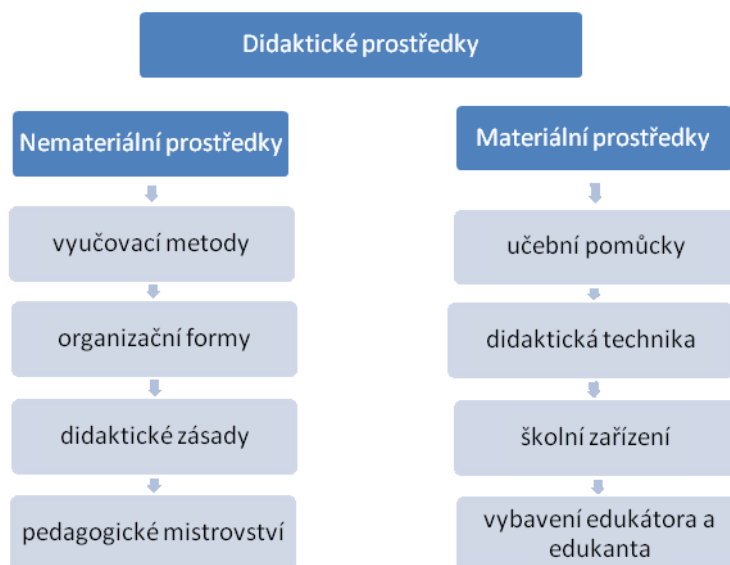 Didaktické prostředky
Nemateriální prostředky
vyučovací metody
organizační formy
didaktické zásady
pedagogické mistrovství
Materiální prostředky
učební pomůcky
didaktická technika
školní zařízení
vybavení edukátora a
edukanta